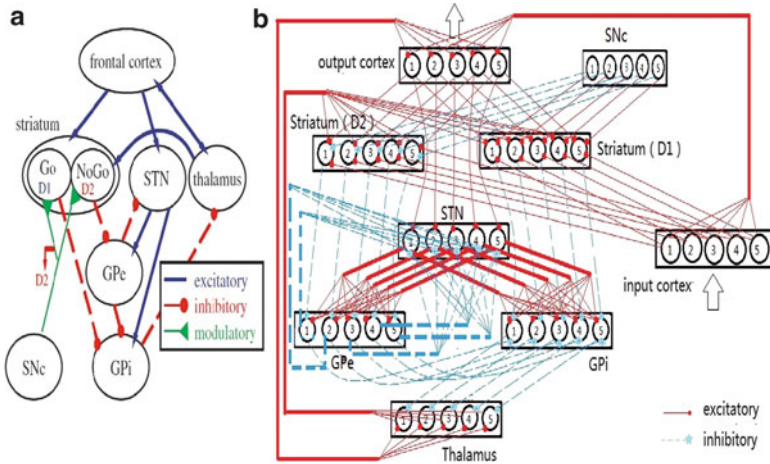 a
frontal cortex
striatum
Go
D1
NoGo
D2
STN
thalamus
GPe
D2
SNc
GPi
excitatory
inhibitory
modulatory
b
output cortex
1 2 3 4 5
SNc
1 2 3 4 5
Striatum (D2)
1 2 3 4 5
Striatum (D1)
1 2 3 4 5
STN
1 2 3 4 5
input cortex
1 2 3 4 5
GPe
1 2 3 4 5
GPi
1 2 3 4 5
Thalamus
1 2 3 4 5
excitatory
inhibitory